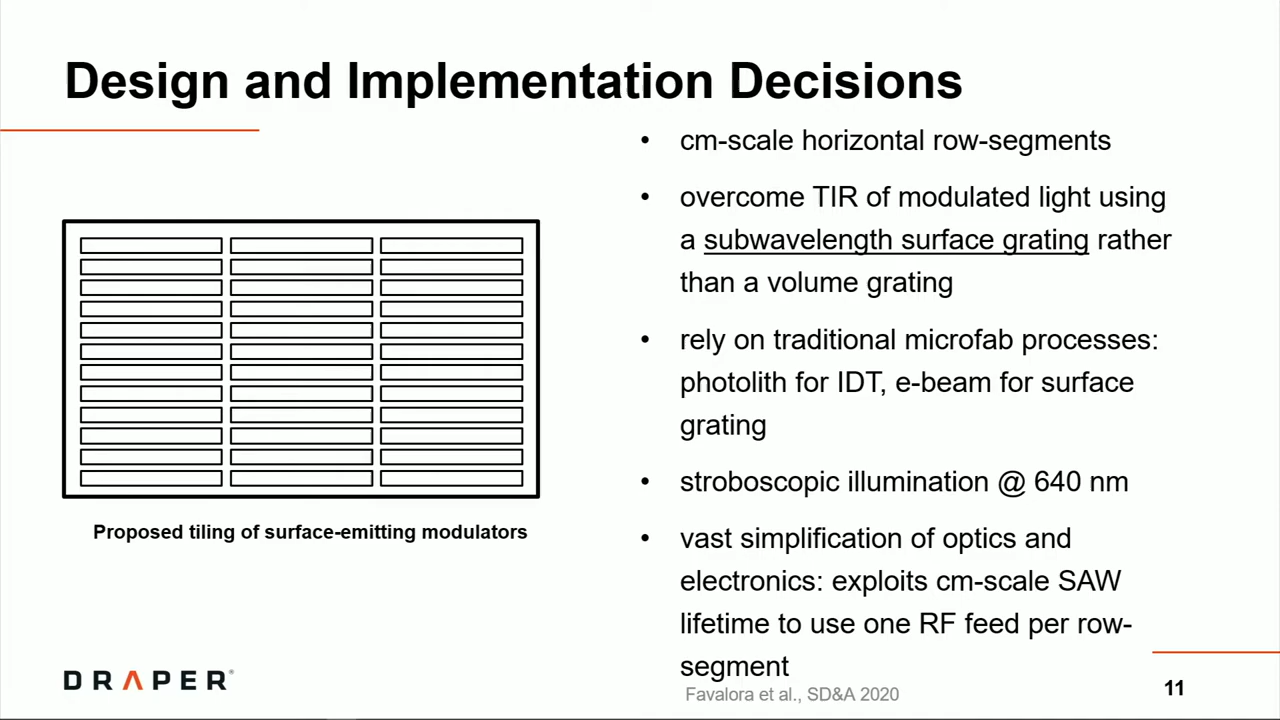 Design and Implementation Decisions
• cm-scale horizontal row-segments
• overcome TIR of modulated light using
a subwavelength surface grating rather
than a volume grating
• rely on traditional microfab processes:
photolith for IDT, e-beam for surface
grating
• stroboscopic illumination @ 640 nm
• vast simplification of optics and
electronics: exploits cm-scale SAW
lifetime to use one RF feed per row-
segment
Proposed tiling of surface-emitting modulators
DRAPER®
Favalora et al., SD&A 2020
11